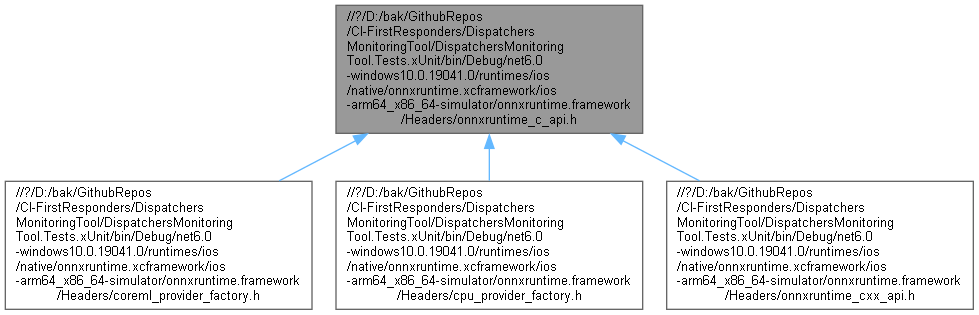 //?/D:/bak/GithubRepos
/CI-FirstResponders/Dispatchers
MonitoringTool/DispatchersMonitoring
Tool.Tests.xUnit/bin/Debug/net6.0
-windows10.0.19041.0/runtimes/ios
/native/onnxruntime.xcframework/ios
-arm64_x86_64-simulator/onnxruntime.framework
/Headers/onnxruntime_c_api.h
//?/D:/bak/GithubRepos
/CI-FirstResponders/Dispatchers
MonitoringTool/DispatchersMonitoring
Tool.Tests.xUnit/bin/Debug/net6.0
-windows10.0.19041.0/runtimes/ios
/native/onnxruntime.xcframework/ios
-arm64_x86_64-simulator/onnxruntime.framework
/Headers/coreml_provider_factory.h
//?/D:/bak/GithubRepos
/CI-FirstResponders/Dispatchers
MonitoringTool/DispatchersMonitoring
Tool.Tests.xUnit/bin/Debug/net6.0
-windows10.0.19041.0/runtimes/ios
/native/onnxruntime.xcframework/ios
-arm64_x86_64-simulator/onnxruntime.framework
/Headers/cpu_provider_factory.h
//?/D:/bak/GithubRepos
/CI-FirstResponders/Dispatchers
MonitoringTool/DispatchersMonitoring
Tool.Tests.xUnit/bin/Debug/net6.0
-windows10.0.19041.0/runtimes/ios
/native/onnxruntime.xcframework/ios
-arm64_x86_64-simulator/onnxruntime.framework
/Headers/onnxruntime_cxx_api.h